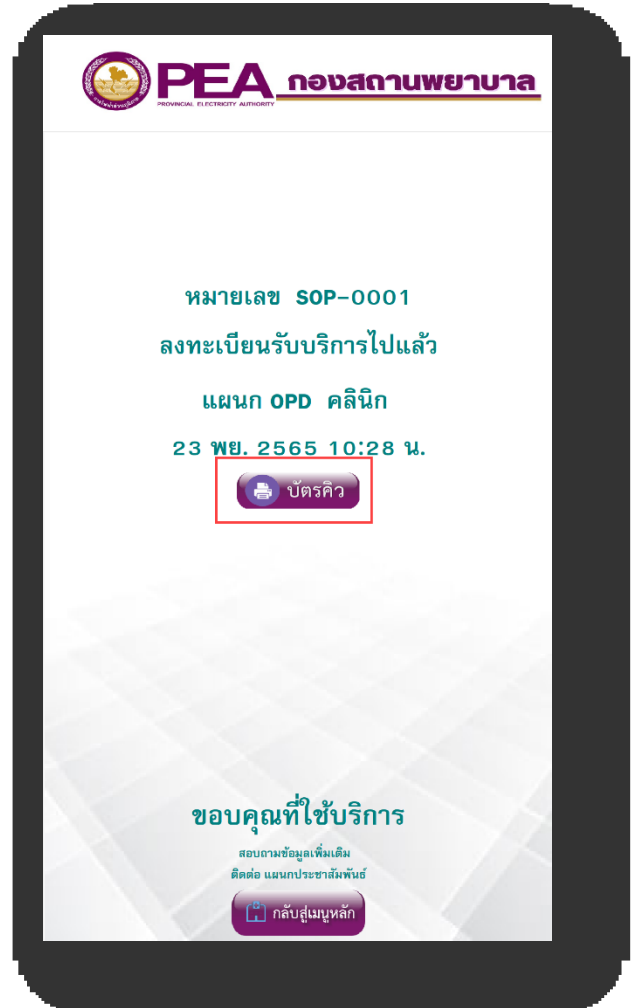 PEA กองสถานพยาบาล
PROVINCIAL ELECTRICITY AUTHORITY
หมายเลข SOP-0001
ลงทะเบียนรับบริการไปแล้ว
แผนก OPD คลินิก
23 พย. 2565 10:28 น.
บัตรคิว
ขอบคุณที่ใช้บริการ
สอบถามข้อมูลเพิ่มเติม
ติดต่อ แผนกประชาสัมพันธ์
กลับสู่เมนูหลัก